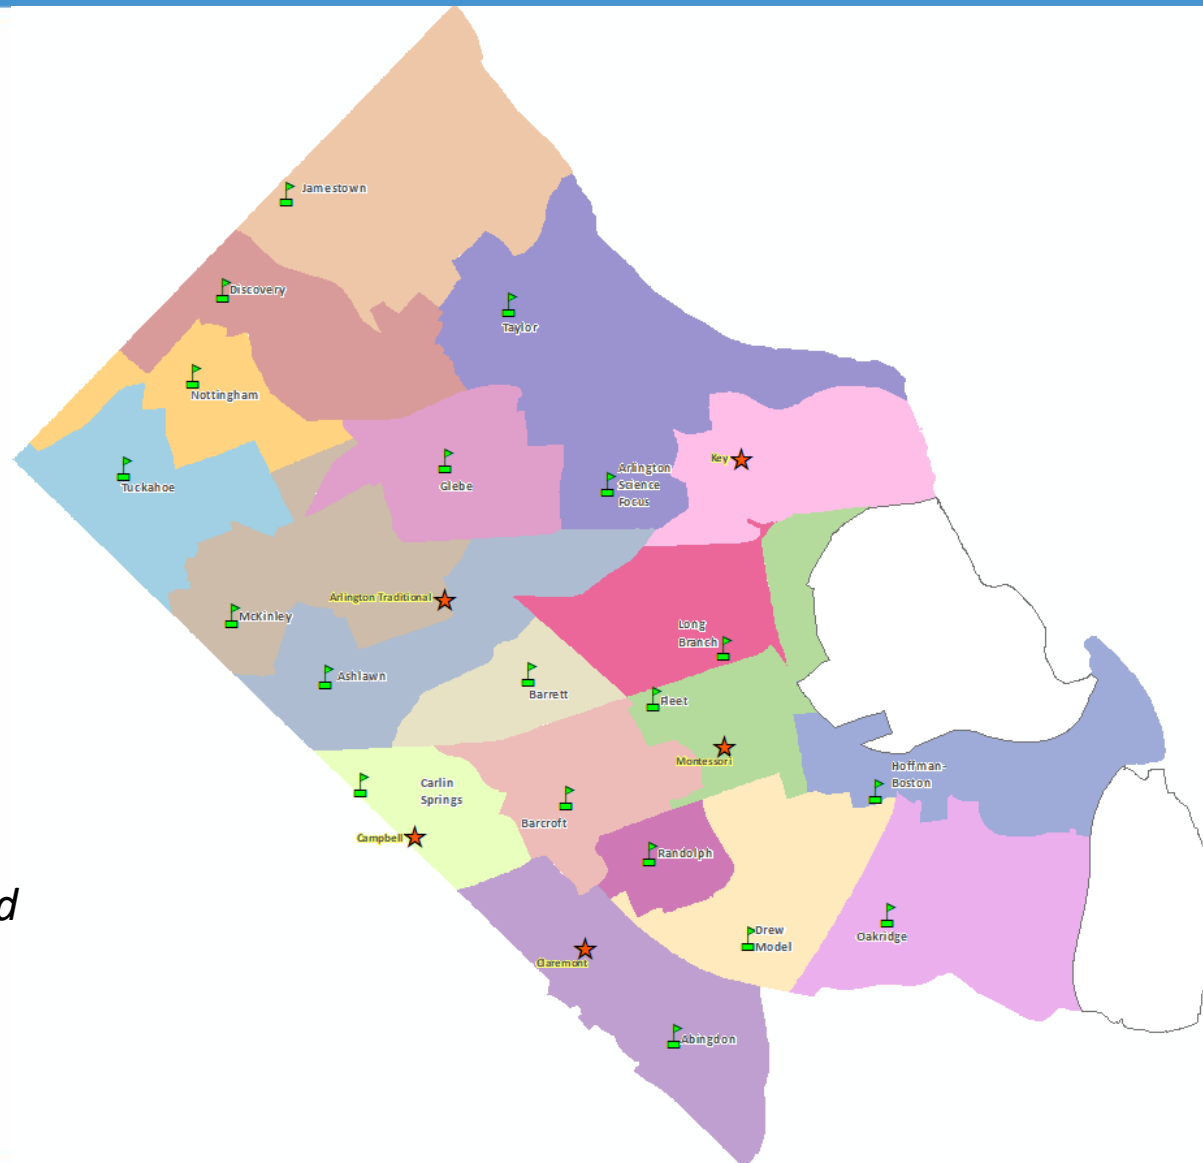 Jamestown
Discovery
Taylor
Nottingham
Tuckahoe
Glebe
Key
Arlington
Science
Focus
Arlington Traditional
McKinley
Long
Branch
Ashlawn
Barrett
Fleet
Montessori
Hoffman-
Boston
Carlin
Springs
Barcroft
Campbell
Randolph
d
Drew
Model
Oakridge
Claremont
Abingdon